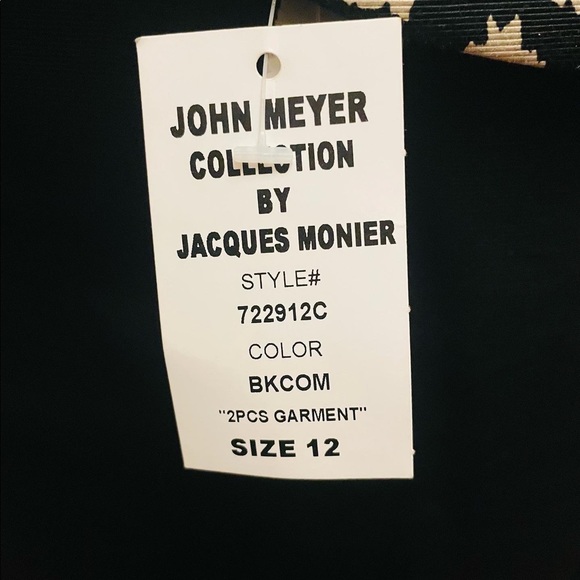 JOHN MEYER
COLLECTION
BY
JACQUES MONIER
STYLE#
722912C
COLOR
BKCOM
"2PCS GARMENT"
SIZE 12